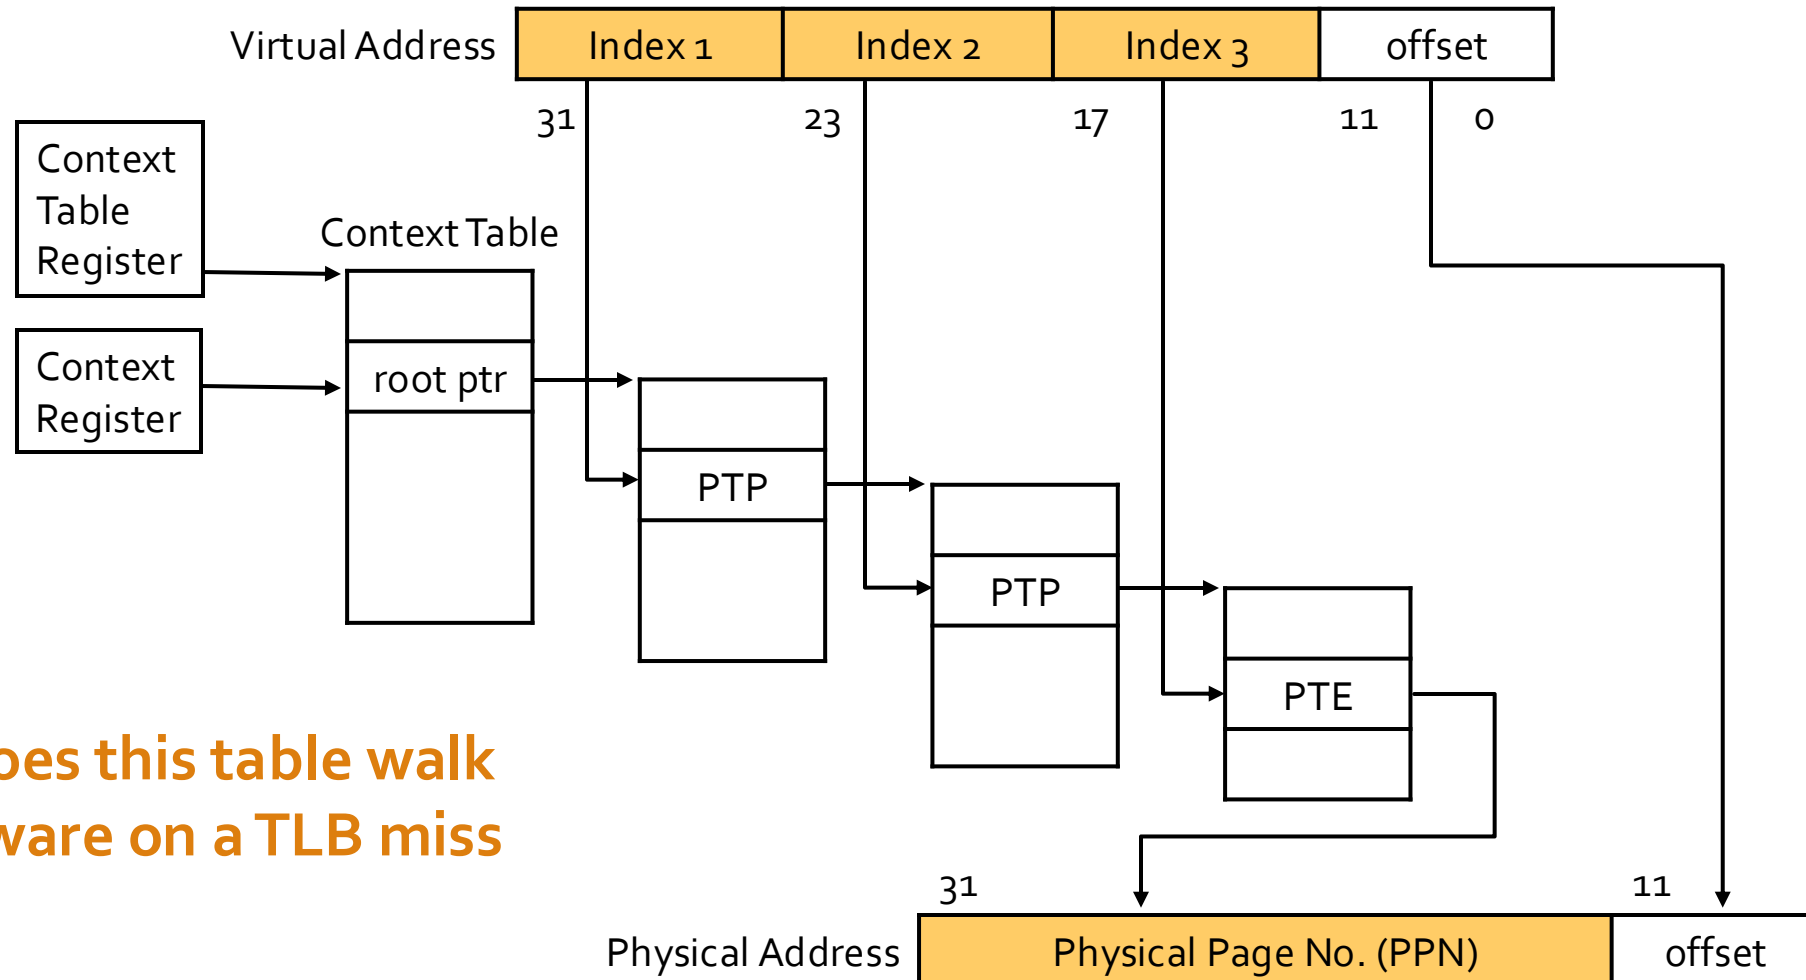 Virtual Address Index 1 Index 2 Index 3 offset
31 23 17 11 0
Context
Table
Register
Context Table
Context
Register
root ptr
PTP
PTP
PTE
this table walk
on a TLB miss
31 11
Physical Address Physical Page No. (PPN) offset